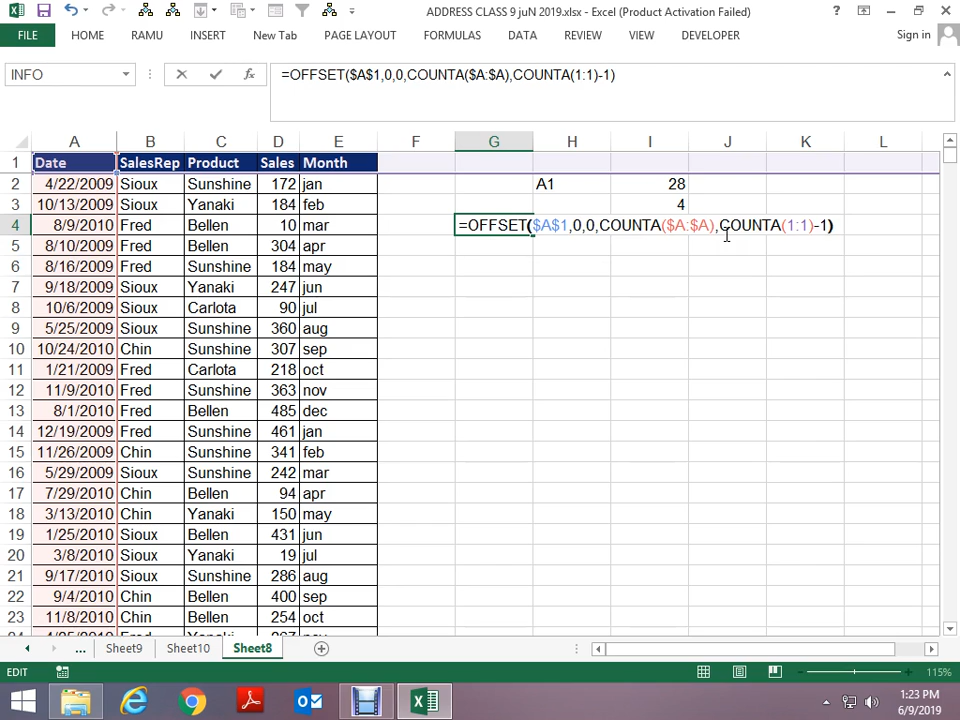 ADDRESS CLASS 9 juN 2019.xlsx - Excel (Product Activation Failed)
FILE HOME RAMU INSERT New Tab PAGE LAYOUT FORMULAS DATA REVIEW VIEW DEVELOPER Sign in
INFO =OFFSET($A$1,0,0,COUNTA($A:$A),COUNTA(1:1)-1)
A B C D E F G H I J K L
1 Date SalesRep Product Sales Month
2 4/22/2009 Sioux Sunshine 172 jan A1 28
3 10/13/2009 Sioux Yanaki 184 feb 4
4 8/9/2010 Fred Bellen 10 mar =OFFSET($A$1,0,0,COUNTA($A:$A),COUNTA(1:1)-1)
5 8/10/2009 Fred Bellen 304 apr
6 8/16/2009 Fred Sunshine 184 may
7 9/18/2009 Sioux Yanaki 247 jun
8 10/6/2009 Sioux Carlota 90 jul
9 5/25/2009 Sioux Sunshine 360 aug
10 10/24/2010 Chin Sunshine 307 sep
11 1/21/2009 Fred Carlota 218 oct
12 11/9/2010 Fred Sunshine 363 nov
13 8/1/2010 Fred Bellen 485 dec
14 12/19/2009 Fred Sunshine 461 jan
15 11/26/2009 Chin Sunshine 341 feb
16 5/29/2009 Sioux Sunshine 242 mar
17 7/29/2010 Chin Bellen 94 apr
18 3/13/2010 Chin Yanaki 150 may
19 1/25/2010 Sioux Bellen 431 jun
20 3/8/2010 Sioux Yanaki 19 jul
21 9/17/2010 Sioux Sunshine 286 aug
22 9/4/2010 Chin Bellen 400 sep
23 11/8/2010 Chin Bellen 254 oct
... Sheet9 Sheet10 Sheet8
EDIT 115%
1:23 PM
6/9/2019